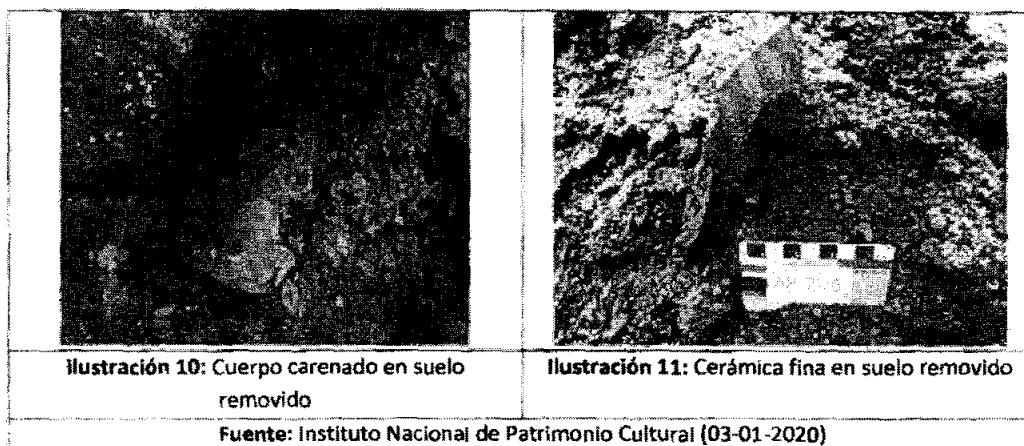 Ilustración 10: Cuerpo carenado en suelo
removido
Ilustración 11: Cerámica fina en suelo removido
Fuente: Instituto Nacional de Patrimonio Cultural (03-01-2020)